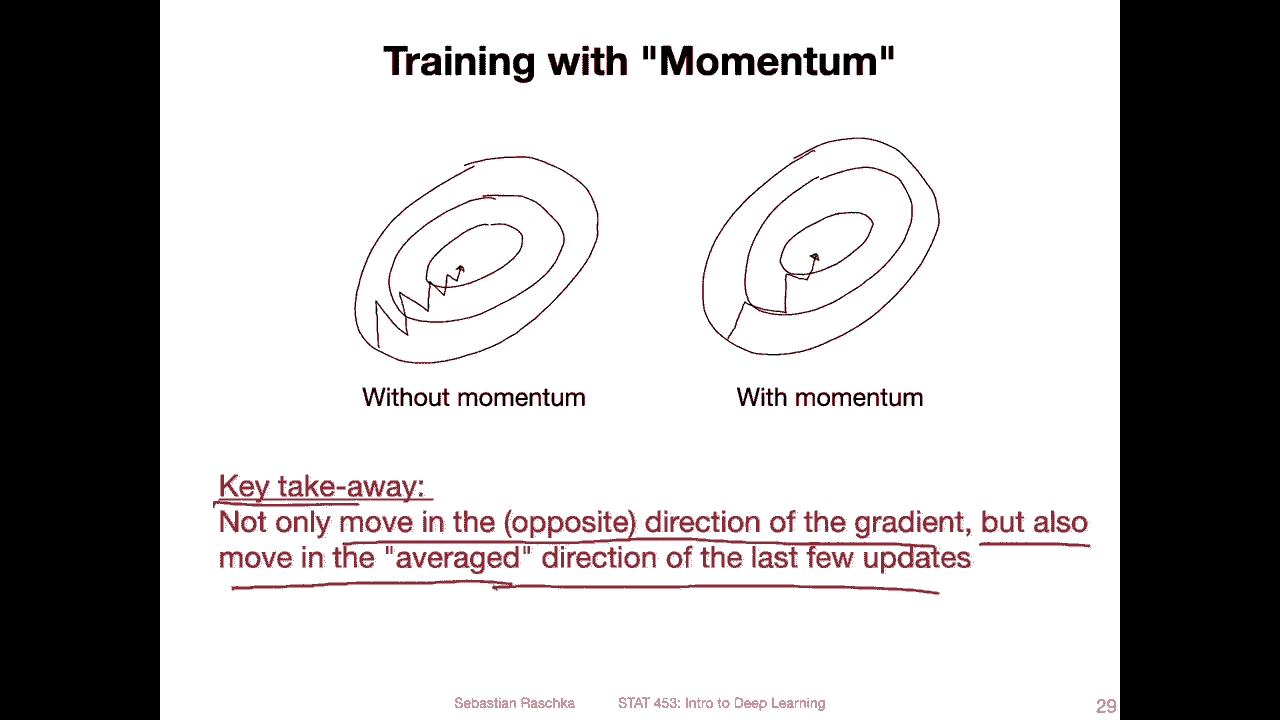 Training with "Momentum"
Without momentum
With momentum
Key take-away:
Not only move in the (opposite) direction of the gradient, but also
move in the "averaged" direction of the last few updates
Sebastian Raschka
STAT 453: Intro to Deep Learning
29